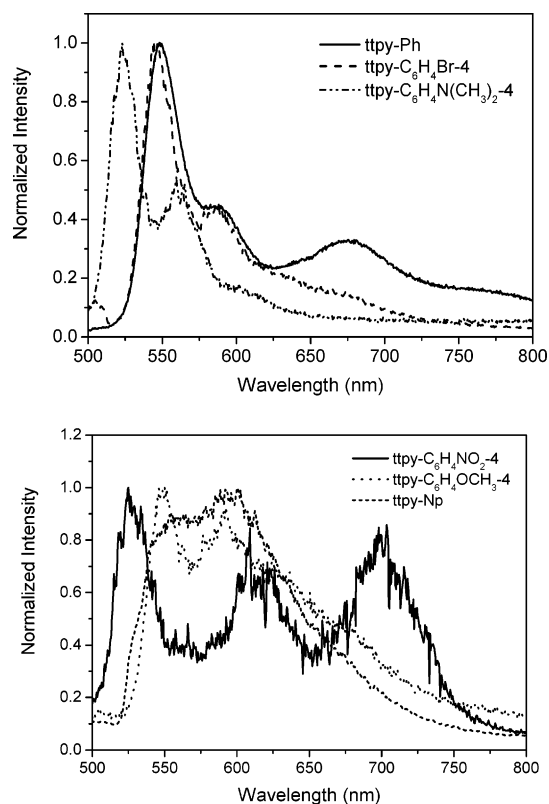 1.0
0.8
0.6
0.4
0.2
0.0
Normalized Intensity
ttpy-Ph
ttpy-C₆H₄Br-4
ttpy-C₆H₄N(CH₃)₂-4
500 550 600 650 700 750 800
Wavelength (nm)
1.2
1.0
0.8
0.6
0.4
0.2
0.0
Normalized Intensity
ttpy-C₆H₄NO₂-4
ttpy-C₆H₄OCH₃-4
ttpy-Np
500 550 600 650 700 750 800
Wavelength (nm)